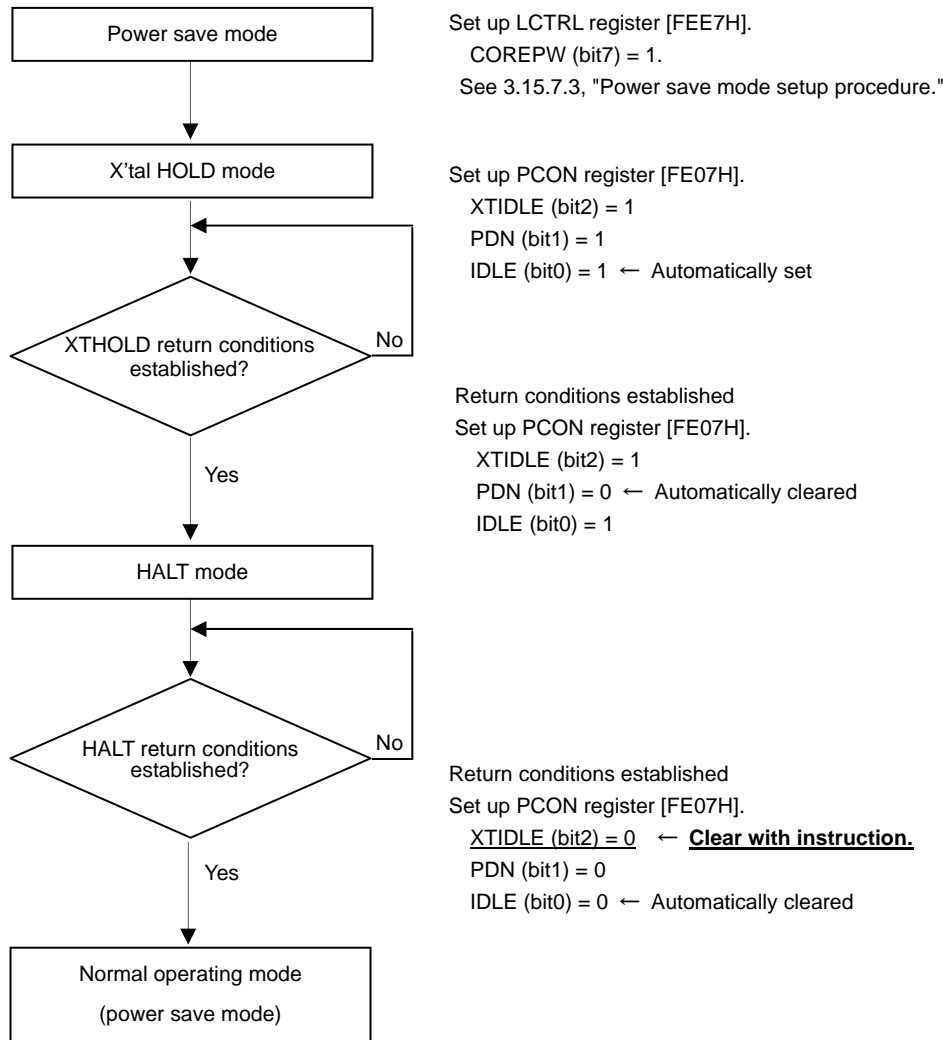 Power save mode
Set up LCTRL register [FEE7H].
COREPW (bit7) = 1.
See 3.15.7.3, "Power save mode setup procedure."
X'tal HOLD mode
Set up PCON register [FE07H].
XTIDLE (bit2) = 1
PDN (bit1) = 1
IDLE (bit0) = 1 ← Automatically set
XTHOLD return conditions
established?
No
Yes
Return conditions established
Set up PCON register [FE07H].
XTIDLE (bit2) = 1
PDN (bit1) = 0 ← Automatically cleared
IDLE (bit0) = 1
HALT mode
HALT return conditions
established?
No
Yes
Return conditions established
Set up PCON register [FE07H].
XTIDLE (bit2) = 0 ← Clear with instruction.
PDN (bit1) = 0
IDLE (bit0) = 0 ← Automatically cleared
Normal operating mode
(power save mode)